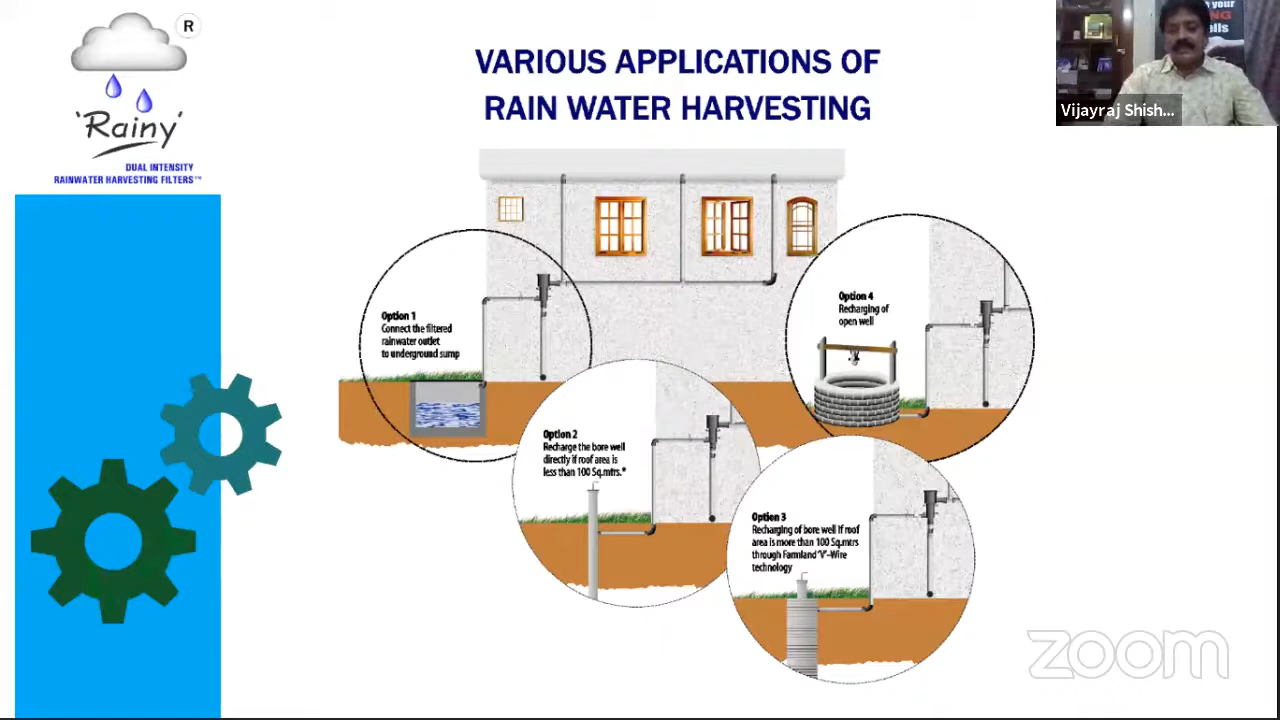 R
'Rainy'
DUAL INTENSITY
RAINWATER HARVESTING FILTERS™
VARIOUS APPLICATIONS OF
RAIN WATER HARVESTING
your
NG
ells
Vijayraj Shish...
Option 1
Connect the filtered
rainwater outlet
to underground sump
Option 4
Recharging of
open well
Option 2
Recharge the bore well
directly if roof area is
less than 100 Sq.mtrs.*
Option 3
Recharging of bore well if roof
area is more than 100 Sq.mtrs
through Farmland 'V'-Wire
technology
zoom